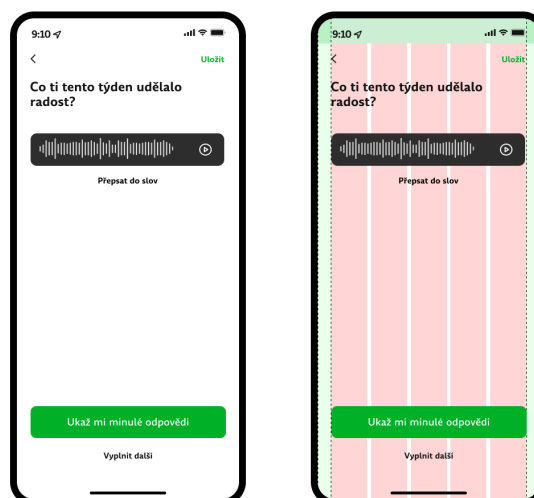 9:10
Uložit
Co ti tento týden udělalo
radost?
Přepsat do slov
Ukaž mi minulé odpovědi
Vyplnit další
9:10
Uložit
Co ti tento týden udělalo
radost?
Přepsat do slov
Ukaž mi minulé odpovědi
Vyplnit další